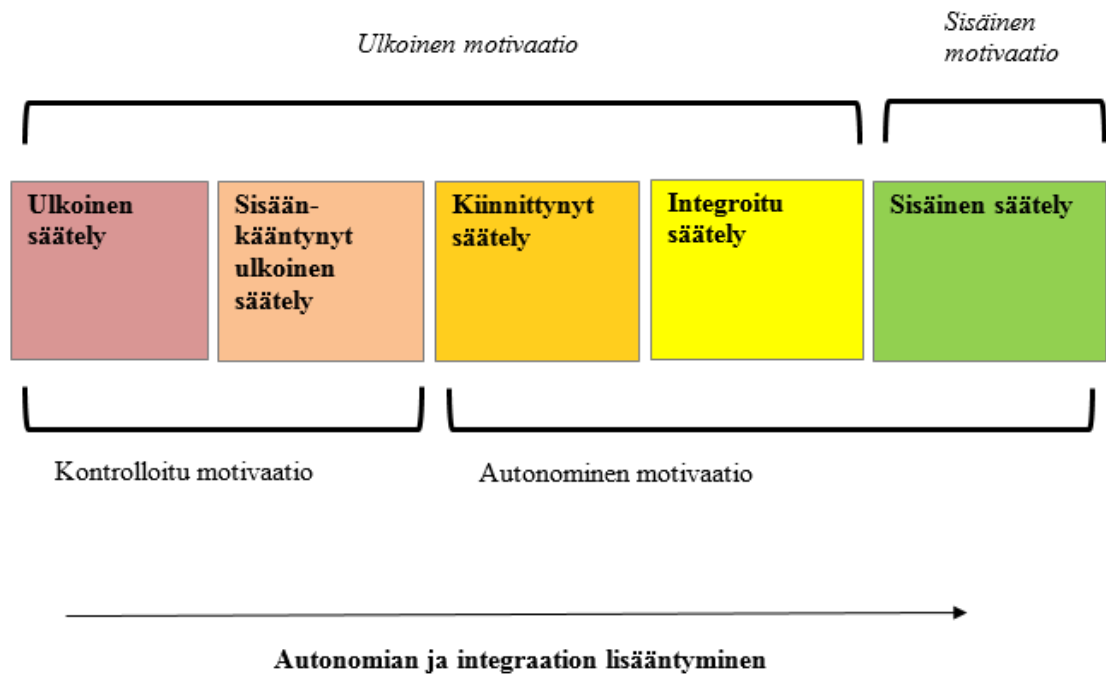 Ulkoinen motivaatio
Sisäinen
motivaatio
Ulkoinen
säätely
Sisään-
kääntynyt
ulkoinen
säätely
Kiinnittynyt
säätely
Integroitu
säätely
Sisäinen säätely
Kontrolloitu motivaatio
Autonominen motivaatio
Autonomian ja integraation lisääntyminen